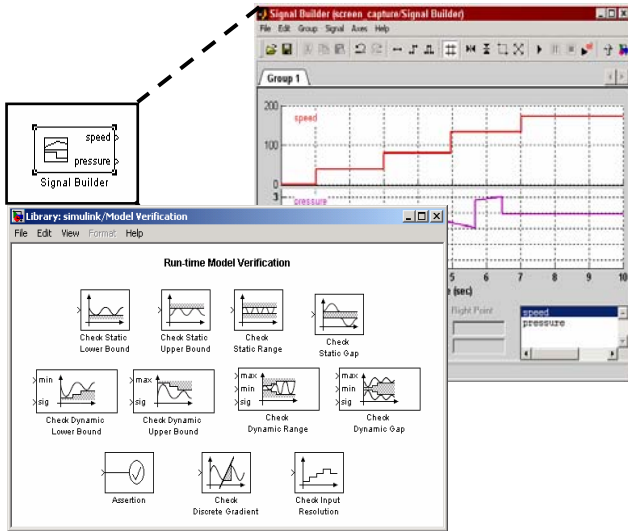 Signal Builder (screen_capture/Signal Builder)
File Edit Group Signal Axes Help
Group 1
200
speed
100
0
3
pressure
5 6 7 8 9 10
(sec)
Right Point
speed
pressure
speed
pressure
Signal Builder
Library: simulink/Model Verification
File Edit View Format Help
Run-time Model Verification
Check Static
Lower Bound
Check Static
Upper Bound
Check
Static Range
Check
Static Gap
min
sig
Check Dynamic
Lower Bound
max
sig
Check Dynamic
Upper Bound
max
min
sig
Check
Dynamic Range
max
min
sig
Check
Dynamic Gap
Assertion
Check
Discrete Gradient
Check Input
Resolution